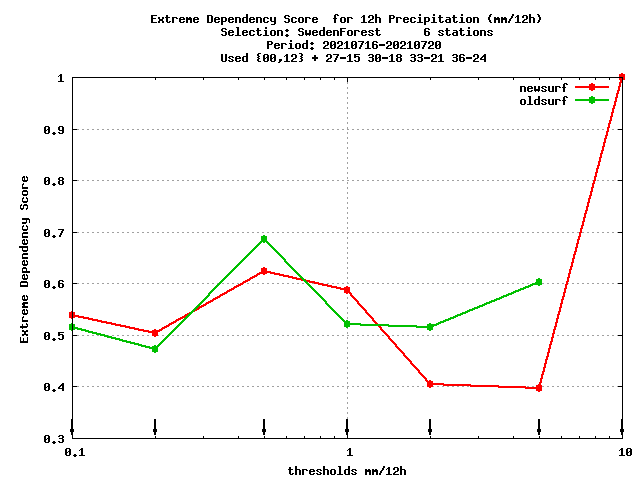 Extreme Dependency Score  for 12h Precipitation (mm/12h)
Selection: SwedenForest      6 stations
Period: 20210716-20210720
Used {00,12} + 27-15 30-18 33-21 36-24
newsurf
oldsurf
1
0.9
0.8
0.7
0.6
0.5
0.4
0.3
Extreme Dependency Score
0.1 1 10
thresholds mm/12h